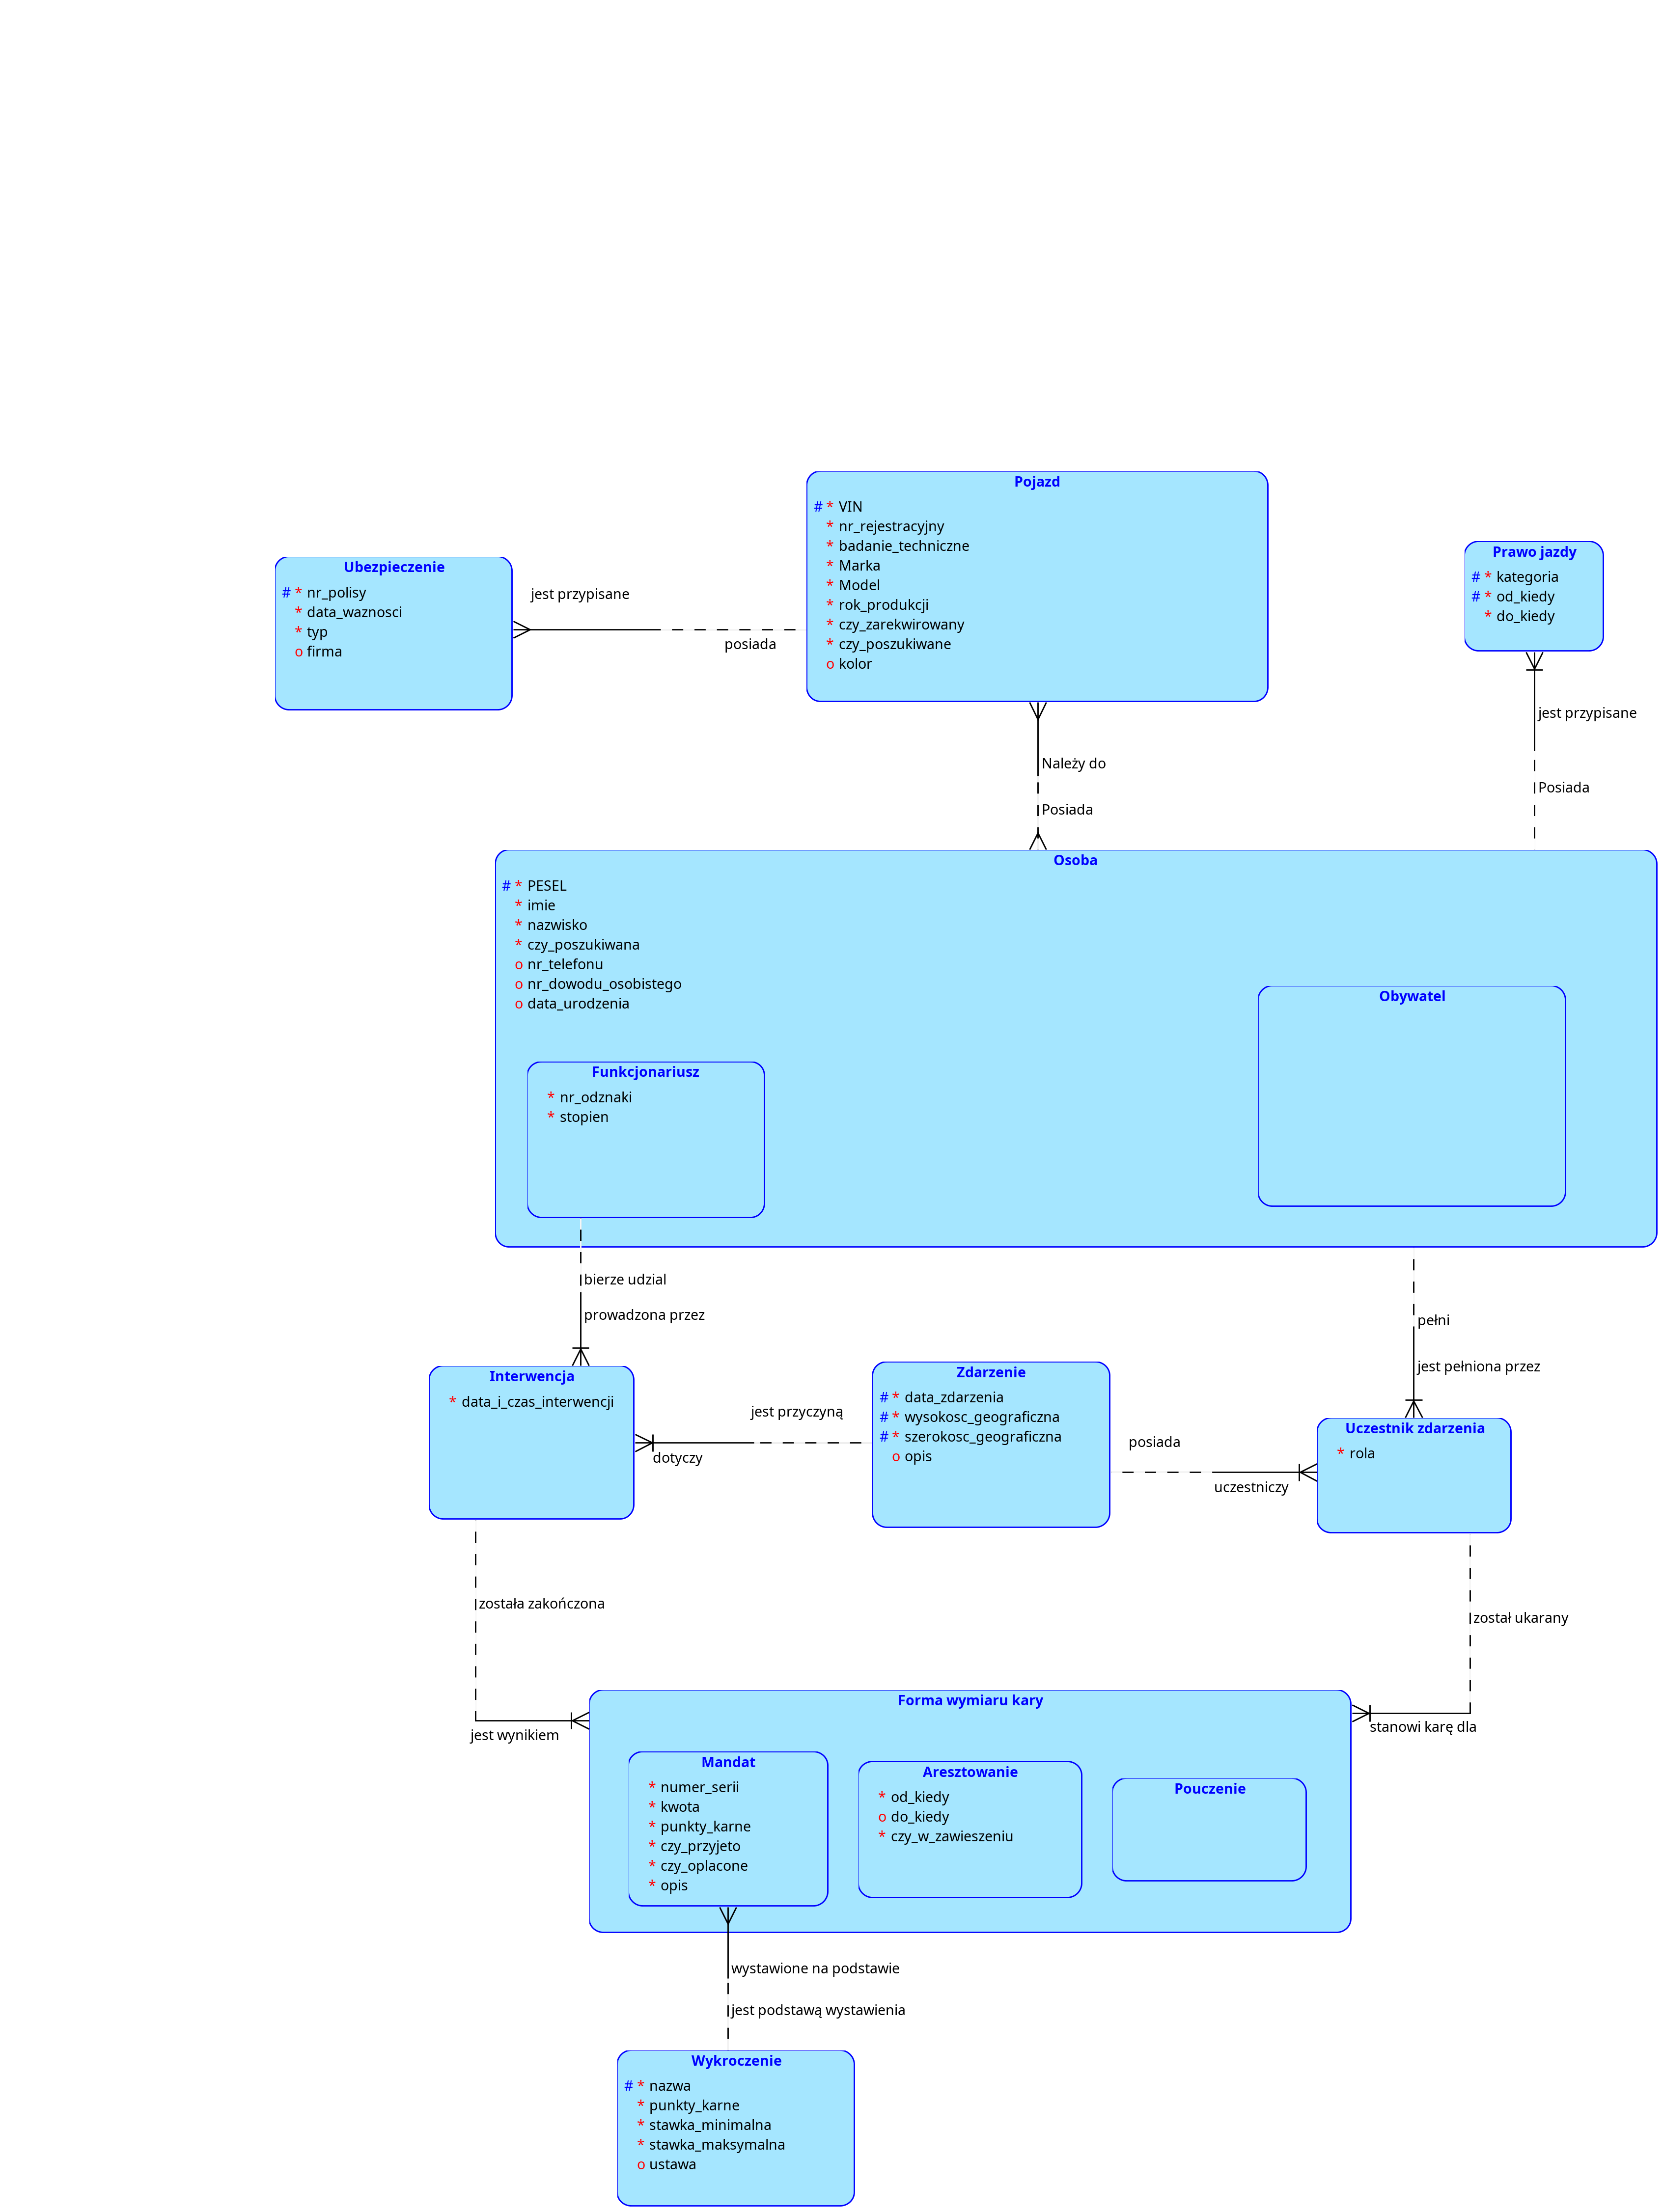 Pojazd
# * VIN
* nr_rejestracyjny
* badanie_techniczne
* Marka
* Model
* rok_produkcji
* czy_zarekwirowany
* czy_poszukiwane
o kolor
Prawo jazdy
# * kategoria
# * od_kiedy
* do_kiedy
Ubezpieczenie
# * nr_polisy
* data_waznosci
* typ
o firma
jest przypisane
posiada
jest przypisane
Posiada
Należy do
Posiada
Osoba
# * PESEL
* imie
* nazwisko
* czy_poszukiwana
o nr_telefonu
o nr_dowodu_osobistego
o data_urodzenia
Obywatel
Funkcjonariusz
* nr_odznaki
* stopien
bierze udzial
prowadzona przez
pełni
jest pełniona przez
Interwencja
* data_i_czas_interwencji
jest przyczyną
dotyczy
Zdarzenie
# * data_zdarzenia
# * wysokosc_geograficzna
# * szerokosc_geograficzna
o opis
posiada
uczestniczy
Uczestnik zdarzenia
* rola
została zakończona
jest wynikiem
został ukarany
stanowi karę dla
Forma wymiaru kary
Mandat
* numer_serii
* kwota
* punkty_karne
* czy_przyjeto
* czy_oplacone
* opis
Aresztowanie
* od_kiedy
o do_kiedy
* czy_w_zawieszeniu
Pouczenie
wystawione na podstawie
jest podstawą wystawienia
Wykroczenie
# * nazwa
* punkty_karne
* stawka_minimalna
* stawka_maksymalna
o ustawa